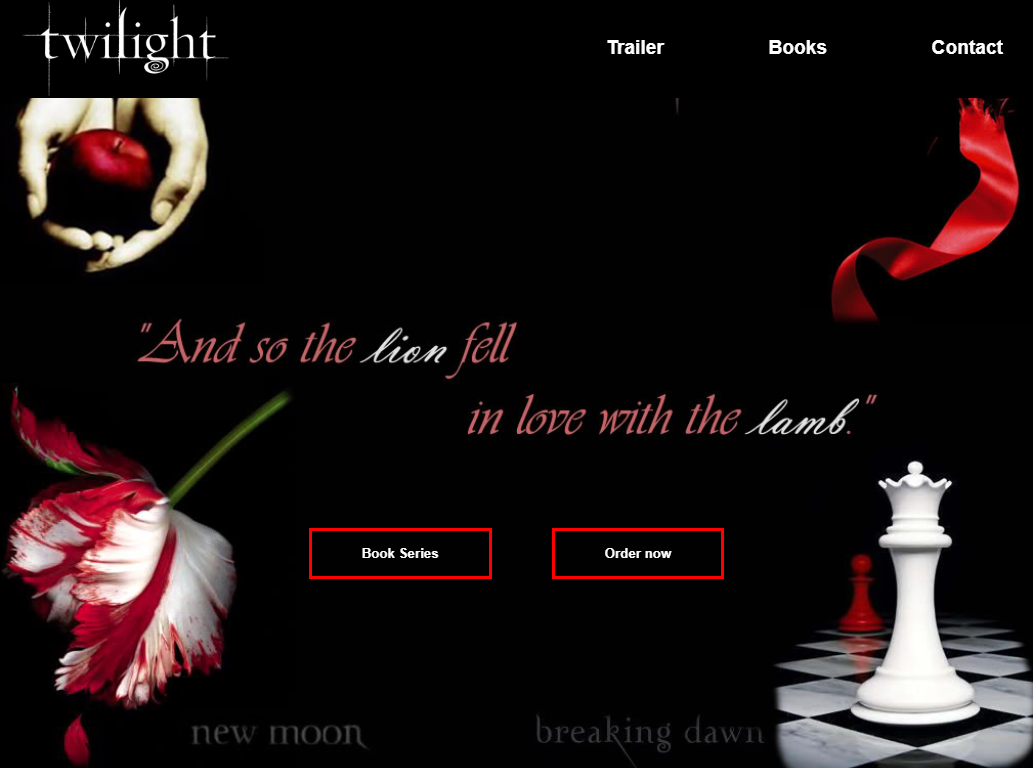 twilight
Trailer
Books
Contact
"And so the lion fell
in love with the lamb."
Book Series
Order now
new moon
breaking dawn